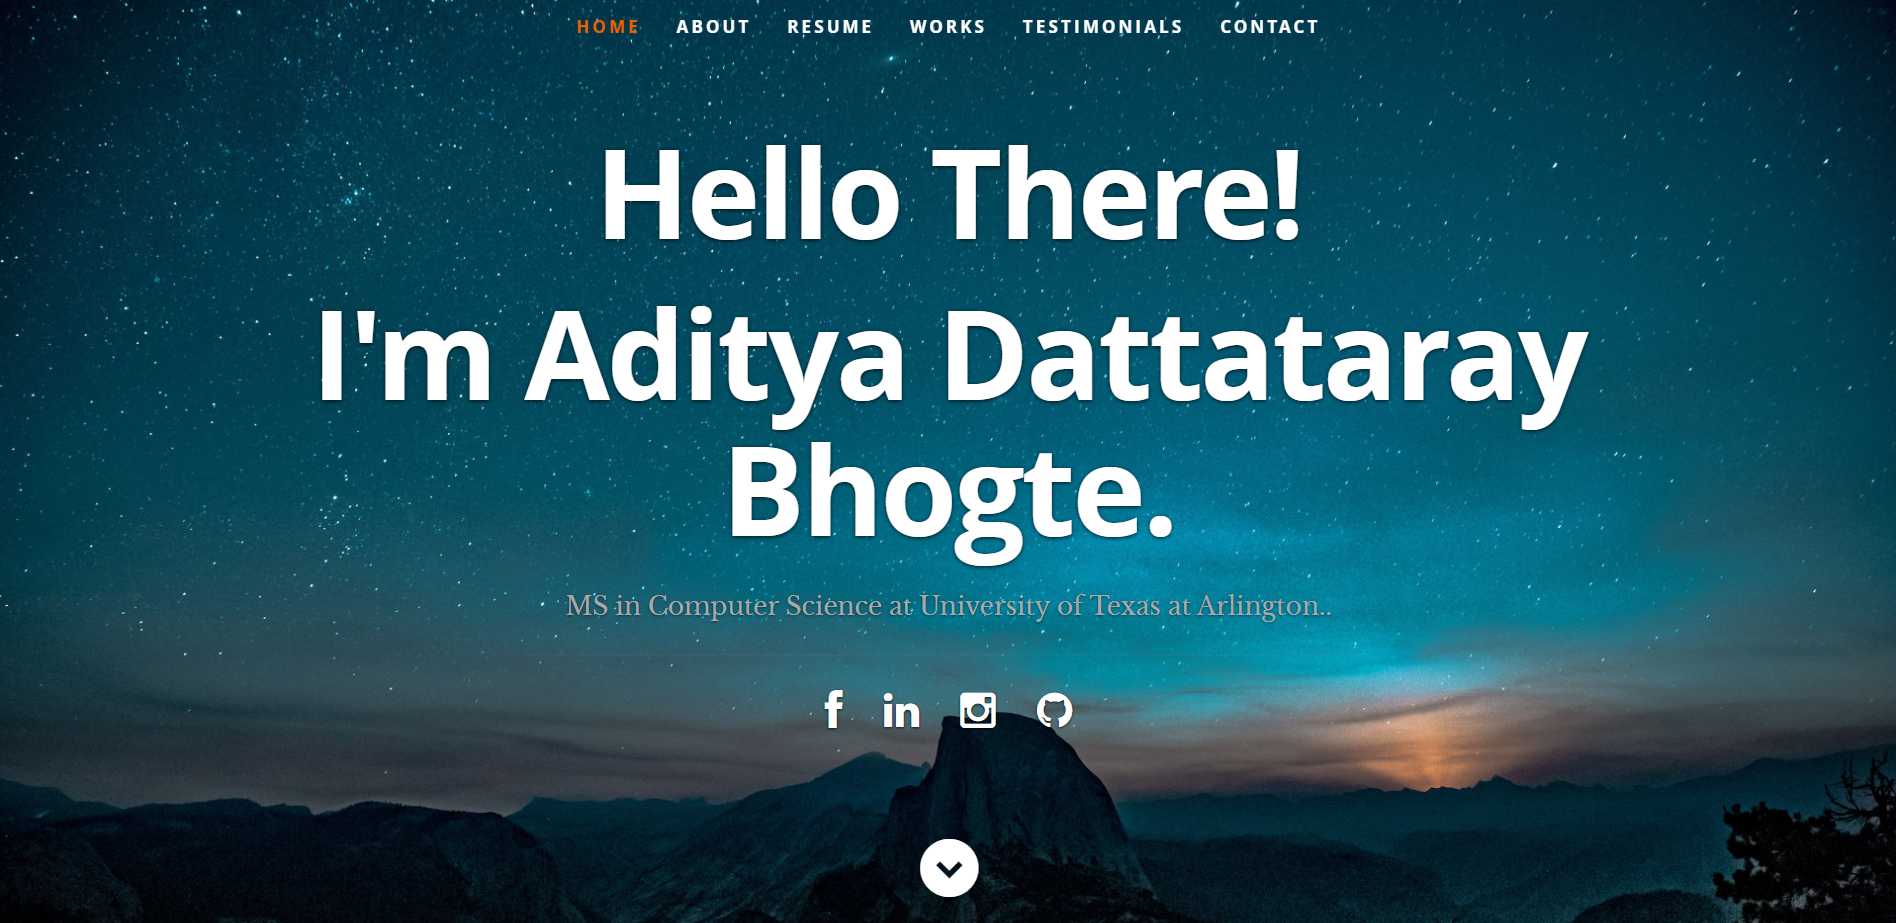 HOME ABOUT RESUME WORKS TESTIMONIALS CONTACT
Hello There!
I'm Aditya Dattataray
Bhogte.
MS in Computer Science at University of Texas at Arlington..